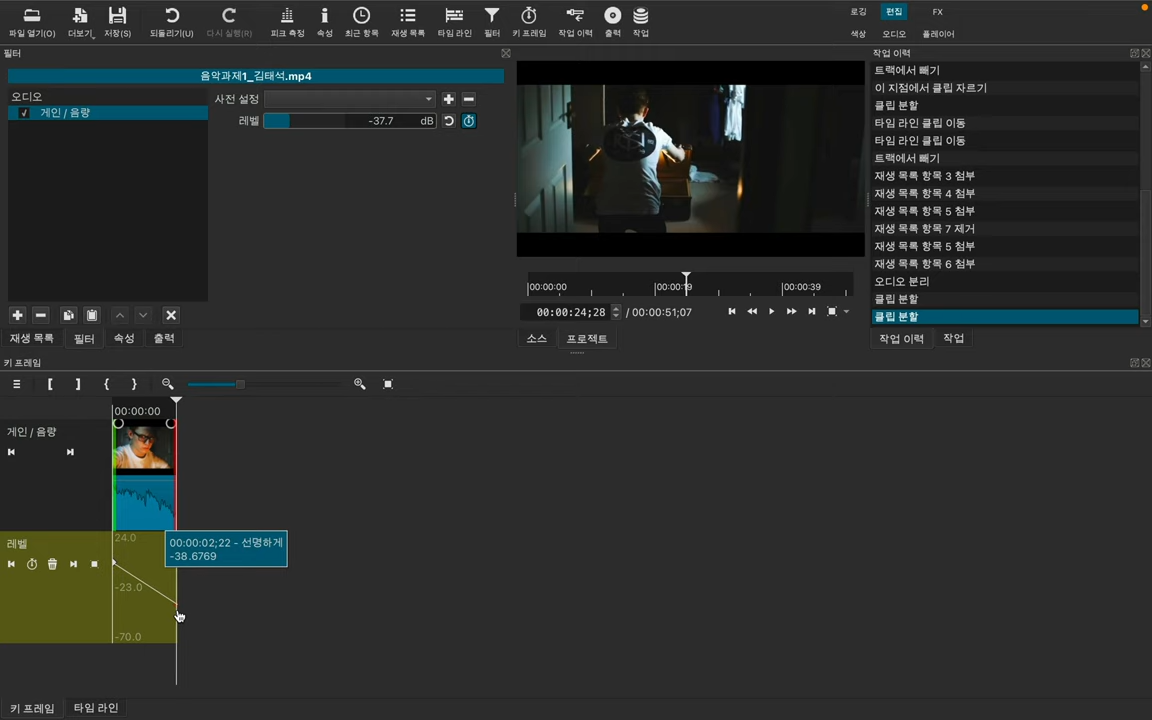 파일 열기(O)
더보기
저장(S)
되돌리기(U)
다시 실행(R)
피크 측정
속성
최근 항목
재생 목록
타임 라인
필터
키 프레임
작업 이력
출력
작업
로깅
편집
FX
색상
오디오
플레이어
필터
음악과제1_김태석.mp4
오디오
게인 / 음량
사전 설정
레벨
-37.7 dB
재생 목록
필터
속성
출력
00:00:00
00:00:19
00:00:39
00:00:24;28
/ 00:00:51;07
소스
프로젝트
작업 이력
트랙에서 빼기
이 지점에서 클립 자르기
클립 분할
타임 라인 클립 이동
타임 라인 클립 이동
트랙에서 빼기
재생 목록 항목 3 첨부
재생 목록 항목 4 첨부
재생 목록 항목 5 첨부
재생 목록 항목 7 제거
재생 목록 항목 5 첨부
재생 목록 항목 6 첨부
오디오 분리
클립 분할
클립 분할
작업 이력
작업
키 프레임
00:00:00
게인 / 음량
레벨
24.0
-23.0
-70.0
00:00:02;22 - 선명하게
-38.6769
키 프레임
타임 라인